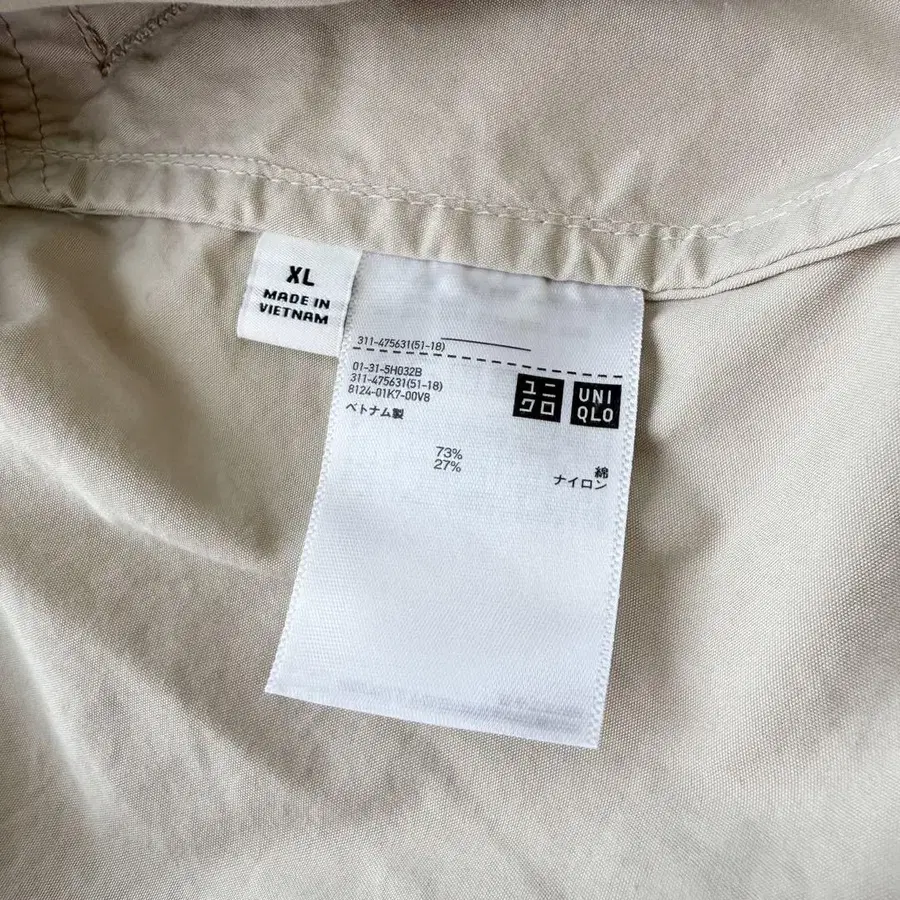 XL
MADE IN
VIETNAM
311-475631(51-18)
01-31-5H032B
311-475631(51-18)
8124-01K7-00V8
ベトナム製
ユニ
クロ
UNI
QLO
73% 綿
27% ナイロン